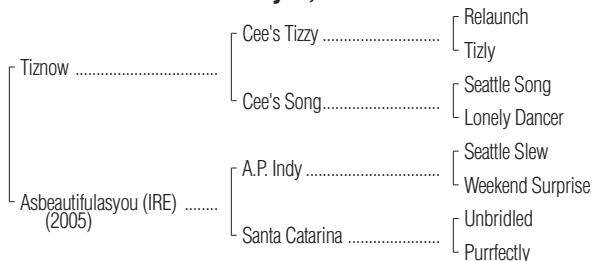 Relaunch
Cee's Tizzy
Tizly
Tiznow
Seattle Song
Cee's Song
Lonely Dancer
Seattle Slew
A.P. Indy
Weekend Surprise
Asbeautifulasyou (IRE)
(2005)
Unbridled
Santa Catarina
Purrfectly